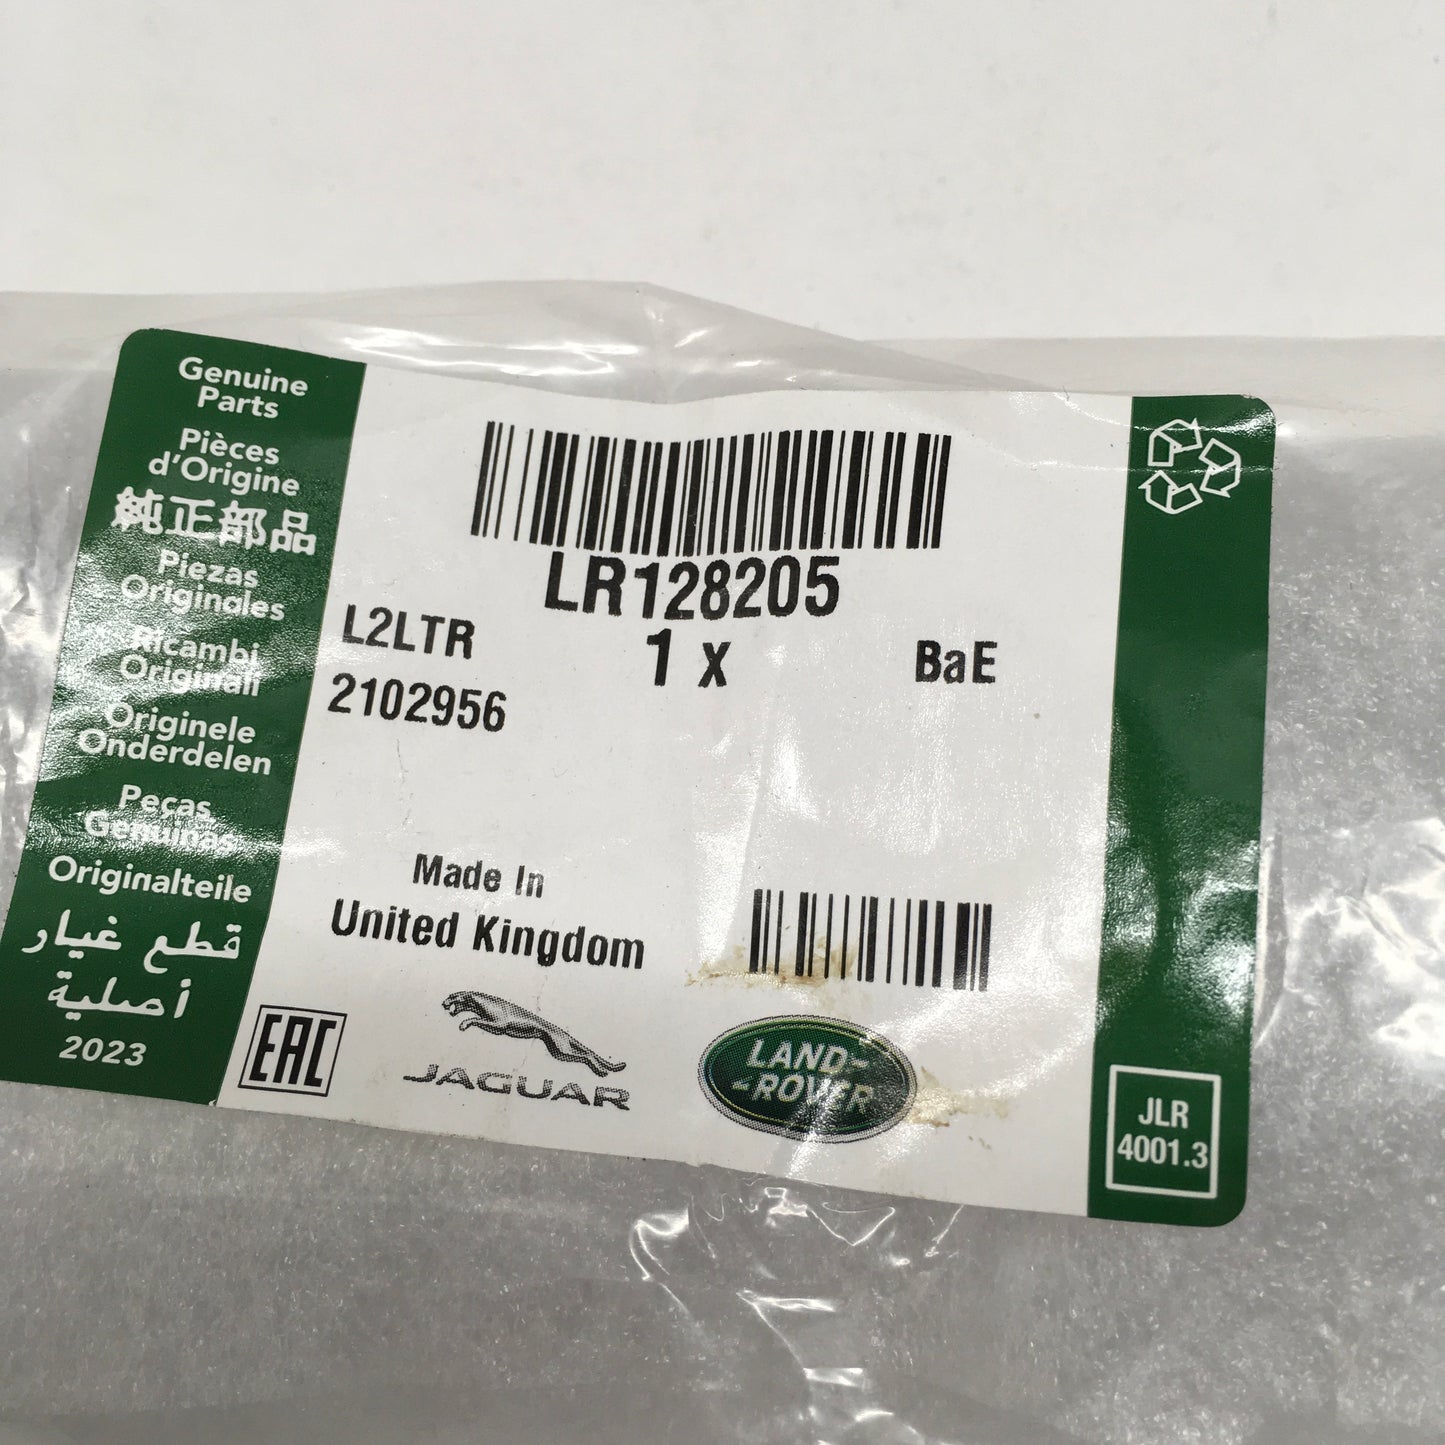 Genuine
Parts
Pièces
d'Origine
純正部品
Piezas
Originales
Ricambi
Originali
Originele
Onderdelen
Peças
Genuinas
Originalteile
قطع غيار
أصلية
2023
LR128205
L2LTR
1 x
BaE
2102956
Made In
United Kingdom
EAC
JAGUAR
LAND-
-ROVER
JLR
4001.3